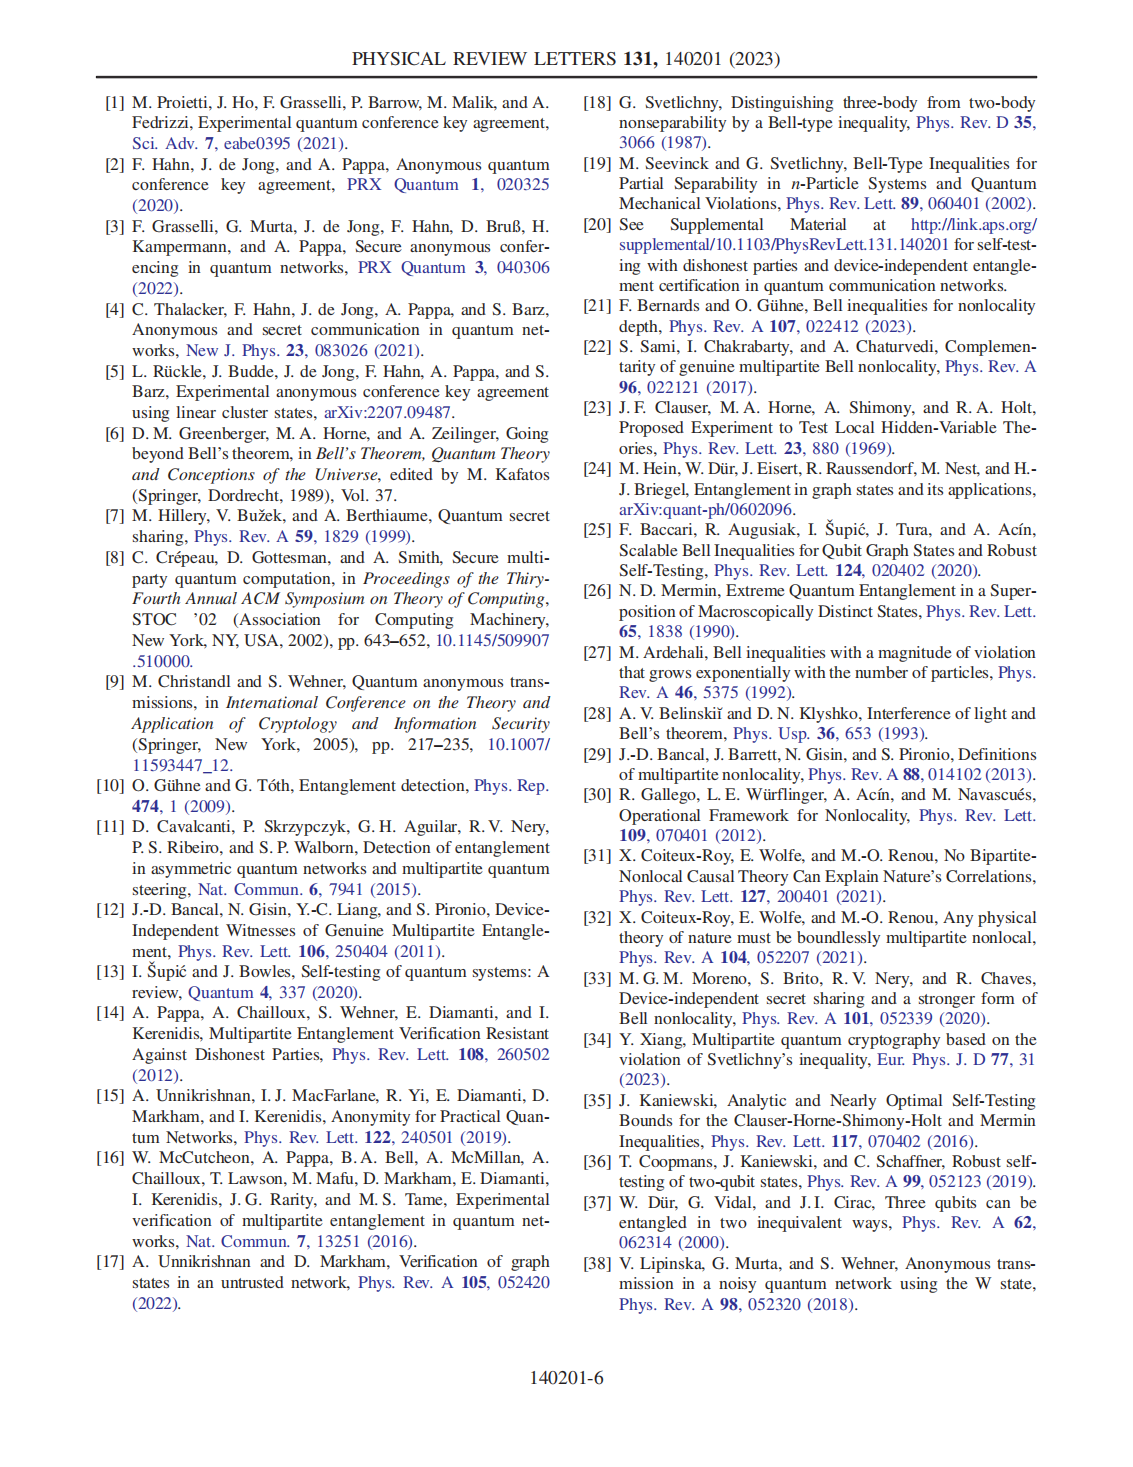 PHYSICAL REVIEW LETTERS 131, 140201 (2023)
[1] M. Proietti, J. Ho, F. Grasselli, P. Barrow, M. Malik, and A.
Fedrizzi, Experimental quantum conference key agreement,
Sci. Adv. 7, eabe0395 (2021).
[2] F. Hahn, J. de Jong, and A. Pappa, Anonymous quantum
conference key agreement, PRX Quantum 1, 020325
(2020).
[3] F. Grasselli, G. Murta, J. de Jong, F. Hahn, D. Bruß, H.
Kampermann, and A. Pappa, Secure anonymous confer-
encing in quantum networks, PRX Quantum 3, 040306
(2022).
[4] C. Thalacker, F. Hahn, J. de Jong, A. Pappa, and S. Barz,
Anonymous and secret communication in quantum net-
works, New J. Phys. 23, 083026 (2021).
[5] L. Rückle, J. Budde, J. de Jong, F. Hahn, A. Pappa, and S.
Barz, Experimental anonymous conference key agreement
using linear cluster states, arXiv:2207.09487.
[6] D. M. Greenberger, M. A. Horne, and A. Zeilinger, Going
beyond Bell's theorem, in Bell's Theorem, Quantum Theory
and Conceptions of the Universe, edited by M. Kafatos
(Springer, Dordrecht, 1989), Vol. 37.
[7] M. Hillery, V. Bužek, and A. Berthiaume, Quantum secret
sharing, Phys. Rev. A 59, 1829 (1999).
[8] C. Crépeau, D. Gottesman, and A. Smith, Secure multi-
party quantum computation, in Proceedings of the Thiry-
Fourth Annual ACM Symposium on Theory of Computing,
STOC '02 (Association for Computing Machinery,
New York, NY, USA, 2002), pp. 643–652, 10.1145/509907
.510000.
[9] M. Christandl and S. Wehner, Quantum anonymous trans-
missions, in International Conference on the Theory and
Application of Cryptology and Information Security
(Springer, New York, 2005), pp. 217–235, 10.1007/
11593447_12.
[10] O. Gühne and G. Tóth, Entanglement detection, Phys. Rep.
474, 1 (2009).
[11] D. Cavalcanti, P. Skrzypczyk, G. H. Aguilar, R. V. Nery,
P. S. Ribeiro, and S. P. Walborn, Detection of entanglement
in asymmetric quantum networks and multipartite quantum
steering, Nat. Commun. 6, 7941 (2015).
[12] J.-D. Bancal, N. Gisin, Y.-C. Liang, and S. Pironio, Device-
Independent Witnesses of Genuine Multipartite Entangle-
ment, Phys. Rev. Lett. 106, 250404 (2011).
[13] I. Šupić and J. Bowles, Self-testing of quantum systems: A
review, Quantum 4, 337 (2020).
[14] A. Pappa, A. Chailloux, S. Wehner, E. Diamanti, and I.
Kerenidis, Multipartite Entanglement Verification Resistant
Against Dishonest Parties, Phys. Rev. Lett. 108, 260502
(2012).
[15] A. Unnikrishnan, I. J. MacFarlane, R. Yi, E. Diamanti, D.
Markham, and I. Kerenidis, Anonymity for Practical Quan-
tum Networks, Phys. Rev. Lett. 122, 240501 (2019).
[16] W. McCutcheon, A. Pappa, B. A. Bell, A. McMillan, A.
Chailloux, T. Lawson, M. Mafu, D. Markham, E. Diamanti,
I. Kerenidis, J. G. Rarity, and M. S. Tame, Experimental
verification of multipartite entanglement in quantum net-
works, Nat. Commun. 7, 13251 (2016).
[17] A. Unnikrishnan and D. Markham, Verification of graph
states in an untrusted network, Phys. Rev. A 105, 052420
(2022).
[18] G. Svetlichny, Distinguishing three-body from two-body
nonseparability by a Bell-type inequality, Phys. Rev. D 35,
3066 (1987).
[19] M. Seevinck and G. Svetlichny, Bell-Type Inequalities for
Partial Separability in n-Particle Systems and Quantum
Mechanical Violations, Phys. Rev. Lett. 89, 060401 (2002).
[20] See Supplemental Material at http://link.aps.org/
supplemental/10.1103/PhysRevLett.131.140201 for self-test-
ing with dishonest parties and device-independent entangle-
ment certification in quantum communication networks.
[21] F. Bernards and O. Gühne, Bell inequalities for nonlocality
depth, Phys. Rev. A 107, 022412 (2023).
[22] S. Sami, I. Chakrabarty, and A. Chaturvedi, Complemen-
tarity of genuine multipartite Bell nonlocality, Phys. Rev. A
96, 022121 (2017).
[23] J. F. Clauser, M. A. Horne, A. Shimony, and R. A. Holt,
Proposed Experiment to Test Local Hidden-Variable The-
ories, Phys. Rev. Lett. 23, 880 (1969).
[24] M. Hein, W. Dür, J. Eisert, R. Raussendorf, M. Nest, and H.-
J. Briegel, Entanglement in graph states and its applications,
arXiv:quant-ph/0602096.
[25] F. Baccari, R. Augusiak, I. Šupić, J. Tura, and A. Acín,
Scalable Bell Inequalities for Qubit Graph States and Robust
Self-Testing, Phys. Rev. Lett. 124, 020402 (2020).
[26] N. D. Mermin, Extreme Quantum Entanglement in a Super-
position of Macroscopically Distinct States, Phys. Rev. Lett.
65, 1838 (1990).
[27] M. Ardehali, Bell inequalities with a magnitude of violation
that grows exponentially with the number of particles, Phys.
Rev. A 46, 5375 (1992).
[28] A. V. Belinskiĭ and D. N. Klyshko, Interference of light and
Bell's theorem, Phys. Usp. 36, 653 (1993).
[29] J.-D. Bancal, J. Barrett, N. Gisin, and S. Pironio, Definitions
of multipartite nonlocality, Phys. Rev. A 88, 014102 (2013).
[30] R. Gallego, L. E. Würflinger, A. Acín, and M. Navascués,
Operational Framework for Nonlocality, Phys. Rev. Lett.
109, 070401 (2012).
[31] X. Coiteux-Roy, E. Wolfe, and M.-O. Renou, No Bipartite-
Nonlocal Causal Theory Can Explain Nature's Correlations,
Phys. Rev. Lett. 127, 200401 (2021).
[32] X. Coiteux-Roy, E. Wolfe, and M.-O. Renou, Any physical
theory of nature must be boundlessly multipartite nonlocal,
Phys. Rev. A 104, 052207 (2021).
[33] M. G. M. Moreno, S. Brito, R. V. Nery, and R. Chaves,
Device-independent secret sharing and a stronger form of
Bell nonlocality, Phys. Rev. A 101, 052339 (2020).
[34] Y. Xiang, Multipartite quantum cryptography based on the
violation of Svetlichny's inequality, Eur. Phys. J. D 77, 31
(2023).
[35] J. Kaniewski, Analytic and Nearly Optimal Self-Testing
Bounds for the Clauser-Horne-Shimony-Holt and Mermin
Inequalities, Phys. Rev. Lett. 117, 070402 (2016).
[36] T. Coopmans, J. Kaniewski, and C. Schaffner, Robust self-
testing of two-qubit states, Phys. Rev. A 99, 052123 (2019).
[37] W. Dür, G. Vidal, and J. I. Cirac, Three qubits can be
entangled in two inequivalent ways, Phys. Rev. A 62,
062314 (2000).
[38] V. Lipinska, G. Murta, and S. Wehner, Anonymous trans-
mission in a noisy quantum network using the W state,
Phys. Rev. A 98, 052320 (2018).
140201-6